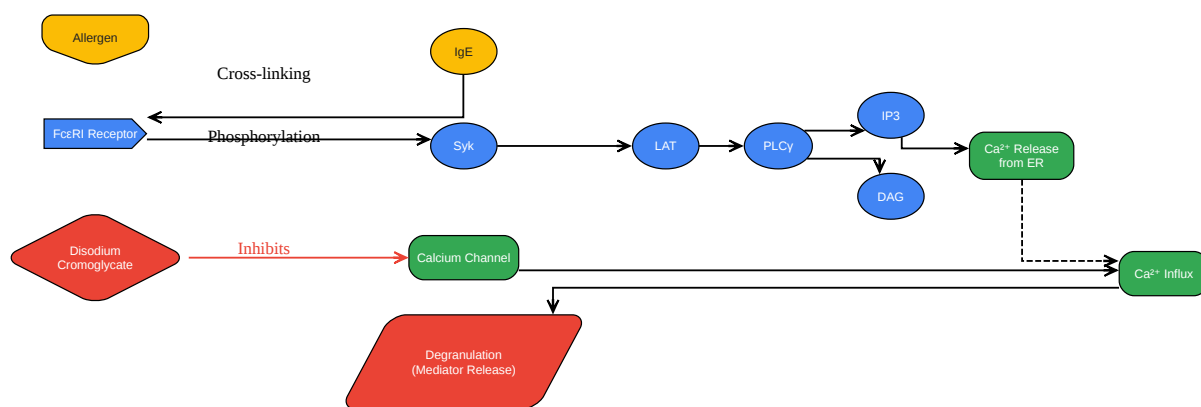 Allergen
IgE
Cross-linking
FcεRI Receptor
Phosphorylation
Syk
LAT
PLCγ
IP3
DAG
Ca²⁺ Release
from ER
Disodium
Cromoglycate
Inhibits
Calcium Channel
Ca²⁺ Influx
Degranulation
(Mediator Release)